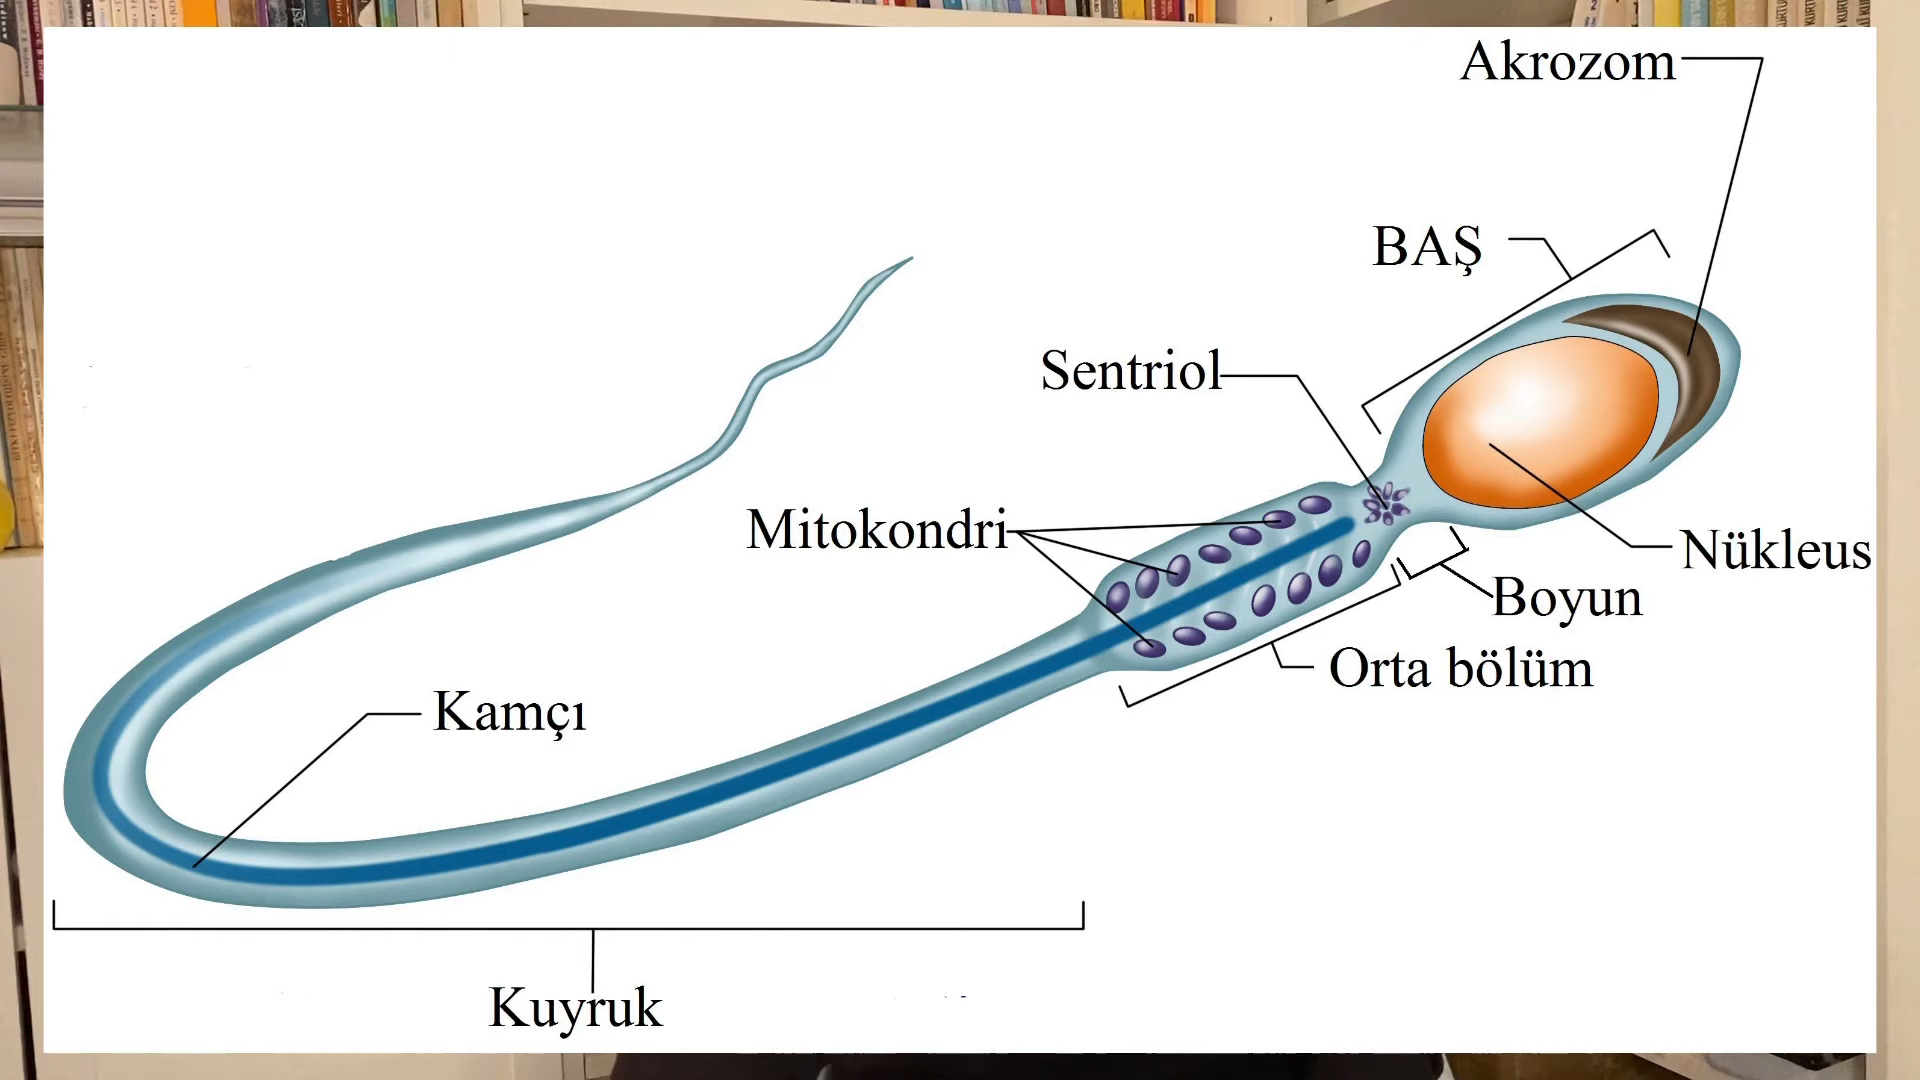 Akrozom
BAŞ
Sentriol
Mitokondri
Nükleus
Boyun
Orta bölüm
Kamçı
Kuyruk